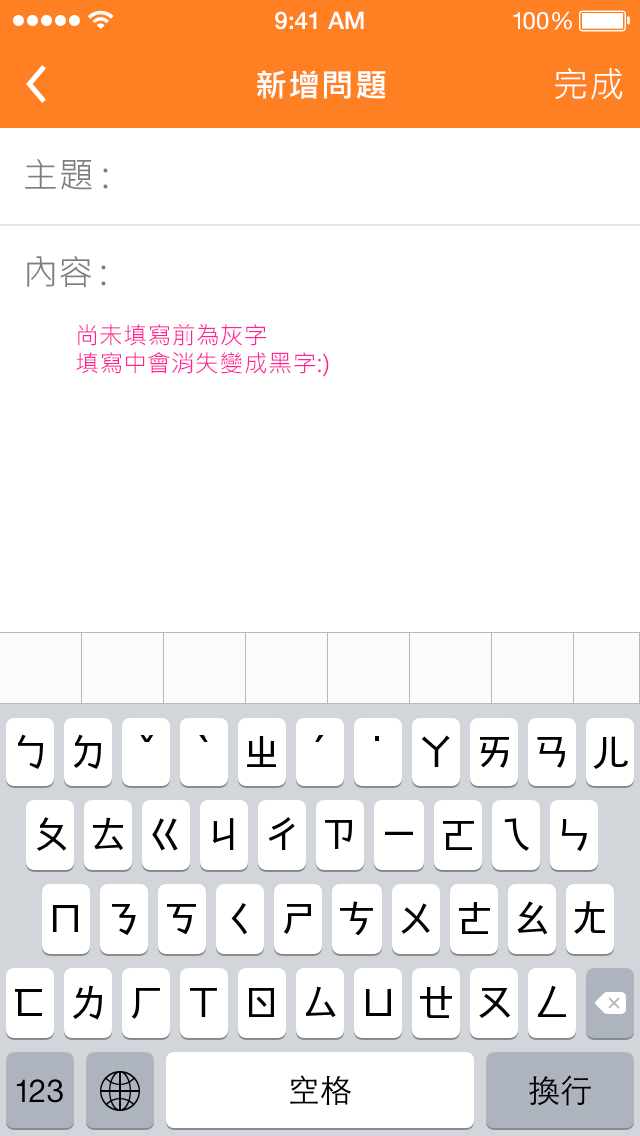 9:41 AM 100%
新增問題 完成
主題：
內容：
尚未填寫前為灰字
填寫中會消失變成黑字:)
ㄅ ㄉ ˇ ˋ ㄓ ˊ ˙ ㄚ ㄞ ㄢ ㄦ
ㄆ ㄊ ㄍ ㄐ ㄔ ㄗ ㄧ ㄛ ㄟ ㄣ
ㄇ ㄋ ㄎ ㄑ ㄕ ㄘ ㄨ ㄜ ㄠ ㄤ
ㄈ ㄌ ㄏ ㄒ ㄖ ㄙ ㄩ ㄝ ㄡ ㄥ
123 空格 換行